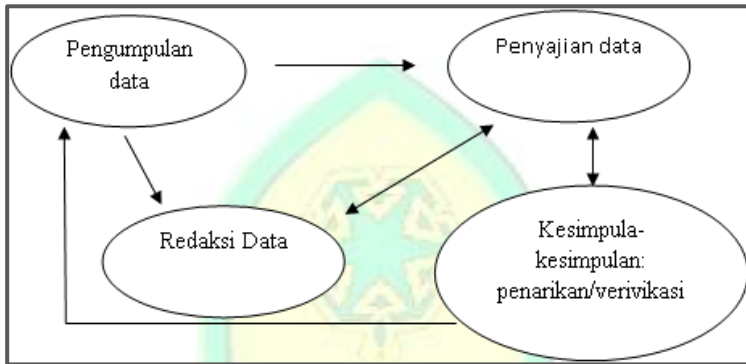 Pengumpulan
data
Penyajian data
Redaksi Data
Kesimpula-
kesimpulan:
penarikan/verivikasi